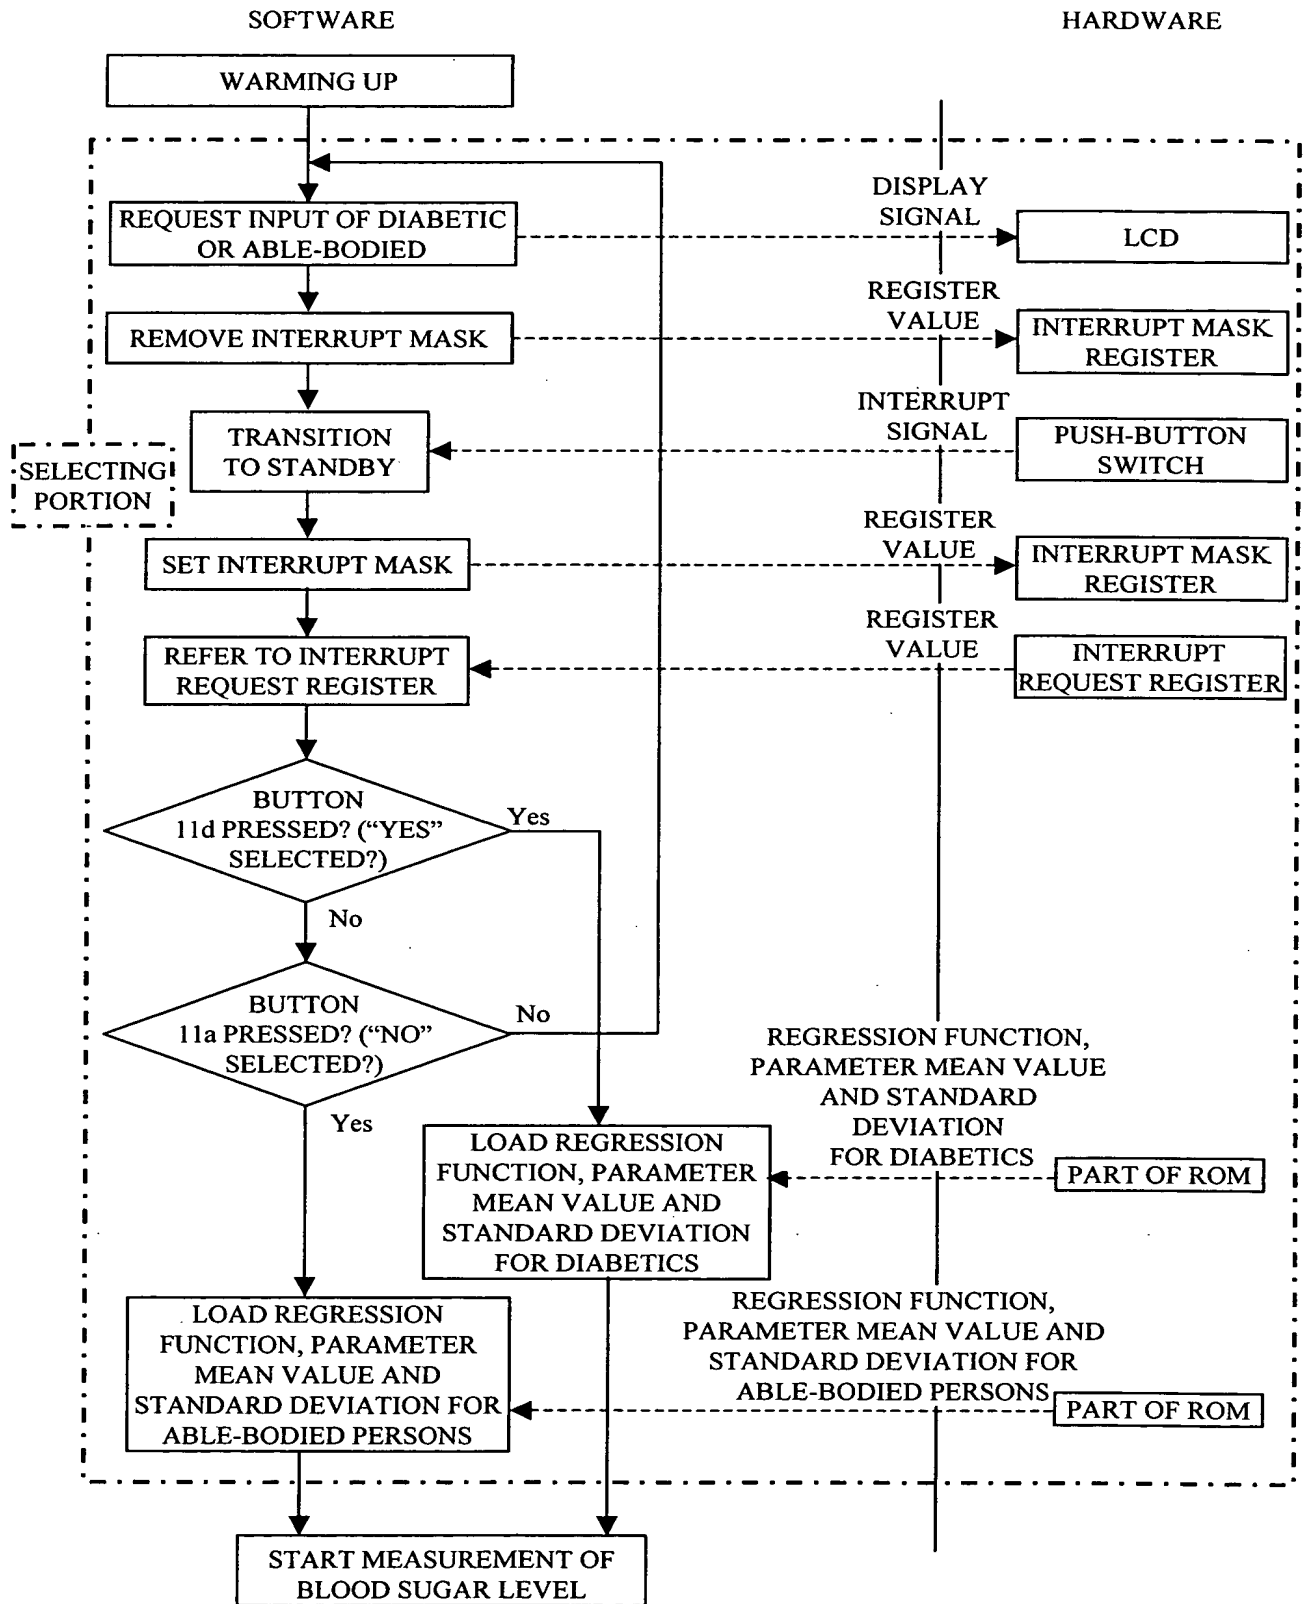 SOFTWARE
HARDWARE
WARMING UP
DISPLAY
SIGNAL
REQUEST INPUT OF DIABETIC
OR ABLE-BODIED
LCD
REGISTER
VALUE
REMOVE INTERRUPT MASK
INTERRUPT MASK
REGISTER
INTERRUPT
SIGNAL
TRANSITION
TO STANDBY
PUSH-BUTTON
SWITCH
SELECTING
PORTION
REGISTER
VALUE
SET INTERRUPT MASK
INTERRUPT MASK
REGISTER
REGISTER
VALUE
REFER TO INTERRUPT
REQUEST REGISTER
INTERRUPT
REQUEST REGISTER
BUTTON
11d PRESSED? (“YES”
SELECTED?)
Yes
No
BUTTON
11a PRESSED? (“NO”
SELECTED?)
No
Yes
REGRESSION FUNCTION,
PARAMETER MEAN VALUE
AND STANDARD
DEVIATION
FOR DIABETICS
LOAD REGRESSION
FUNCTION, PARAMETER
MEAN VALUE AND
STANDARD DEVIATION
FOR DIABETICS
PART OF ROM
REGRESSION FUNCTION,
PARAMETER MEAN VALUE AND
STANDARD DEVIATION FOR
ABLE-BODIED PERSONS
LOAD REGRESSION
FUNCTION, PARAMETER
MEAN VALUE AND
STANDARD DEVIATION FOR
ABLE-BODIED PERSONS
PART OF ROM
START MEASUREMENT OF
BLOOD SUGAR LEVEL